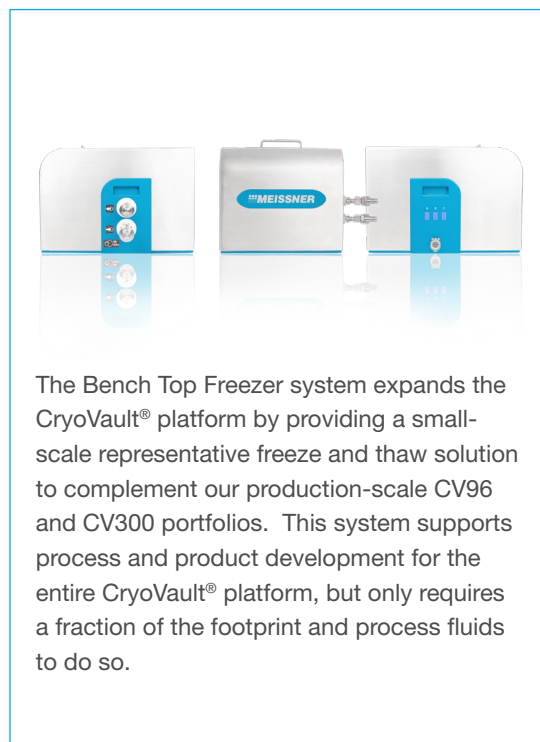 MEISSNER
The Bench Top Freezer system expands the
CryoVault® platform by providing a small-
scale representative freeze and thaw solution
to complement our production-scale CV96
and CV300 portfolios.  This system supports
process and product development for the
entire CryoVault® platform, but only requires
a fraction of the footprint and process fluids
to do so.